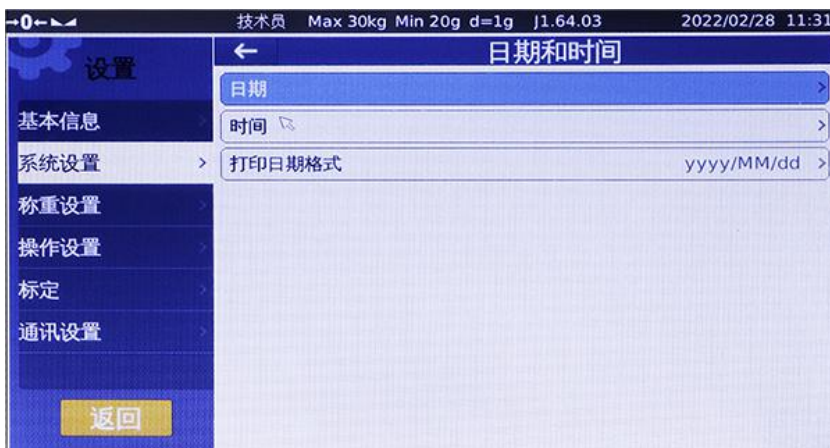 →0← 技术员 Max 30kg Min 20g d=1g J1.64.03 2022/02/28 11:31
设置
← 日期和时间
日期 >
基本信息 >
时间 >
系统设置 >
打印日期格式 yyyy/MM/dd >
称重设置 >
操作设置 >
标定 >
通讯设置 >
返回